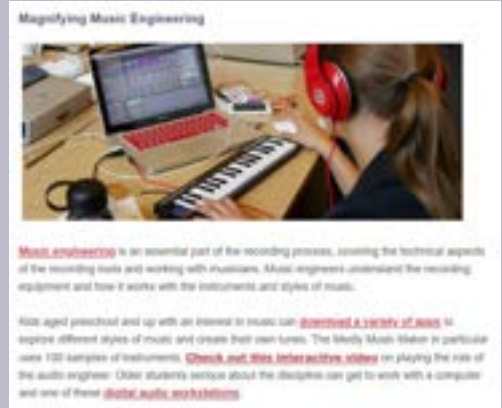 Magnifying Music Engineering
Music engineering is an essential part of the recording process, covering the technical aspects
of the recording tools and working with musicians. Music engineers understand the recording
equipment and how it works with the instruments and styles of music.
Kids aged preschool and up with an interest in music can download a variety of apps to
explore different styles of music and create their own tunes. The Medly Music Maker in particular
uses 100 samples of instruments. Check out this interactive video on playing the role of
the audio engineer. Older students serious about the discipline can get to work with a computer
and one of these digital audio workstations.